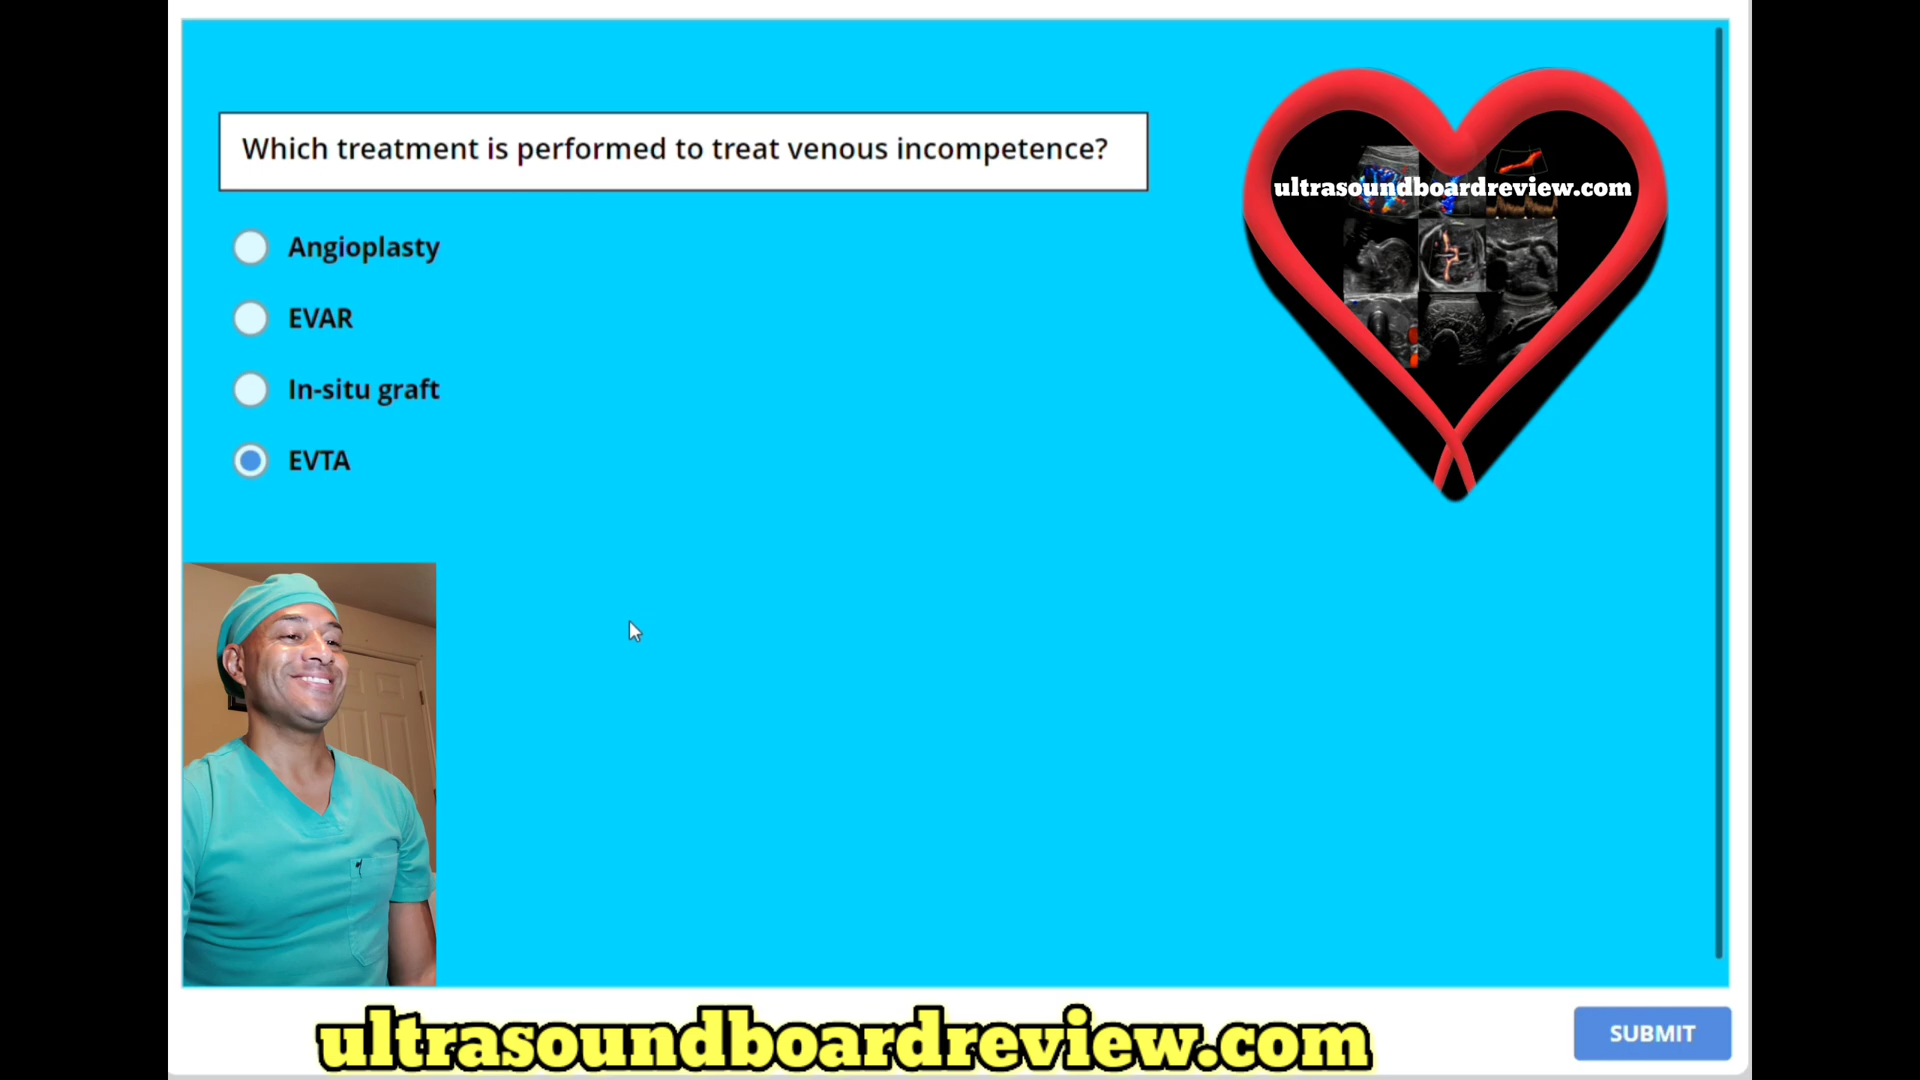 Which treatment is performed to treat venous incompetence?
ultrasoundboardreview.com
Angioplasty
EVAR
In-situ graft
EVTA
ultrasoundboardreview.com
SUBMIT